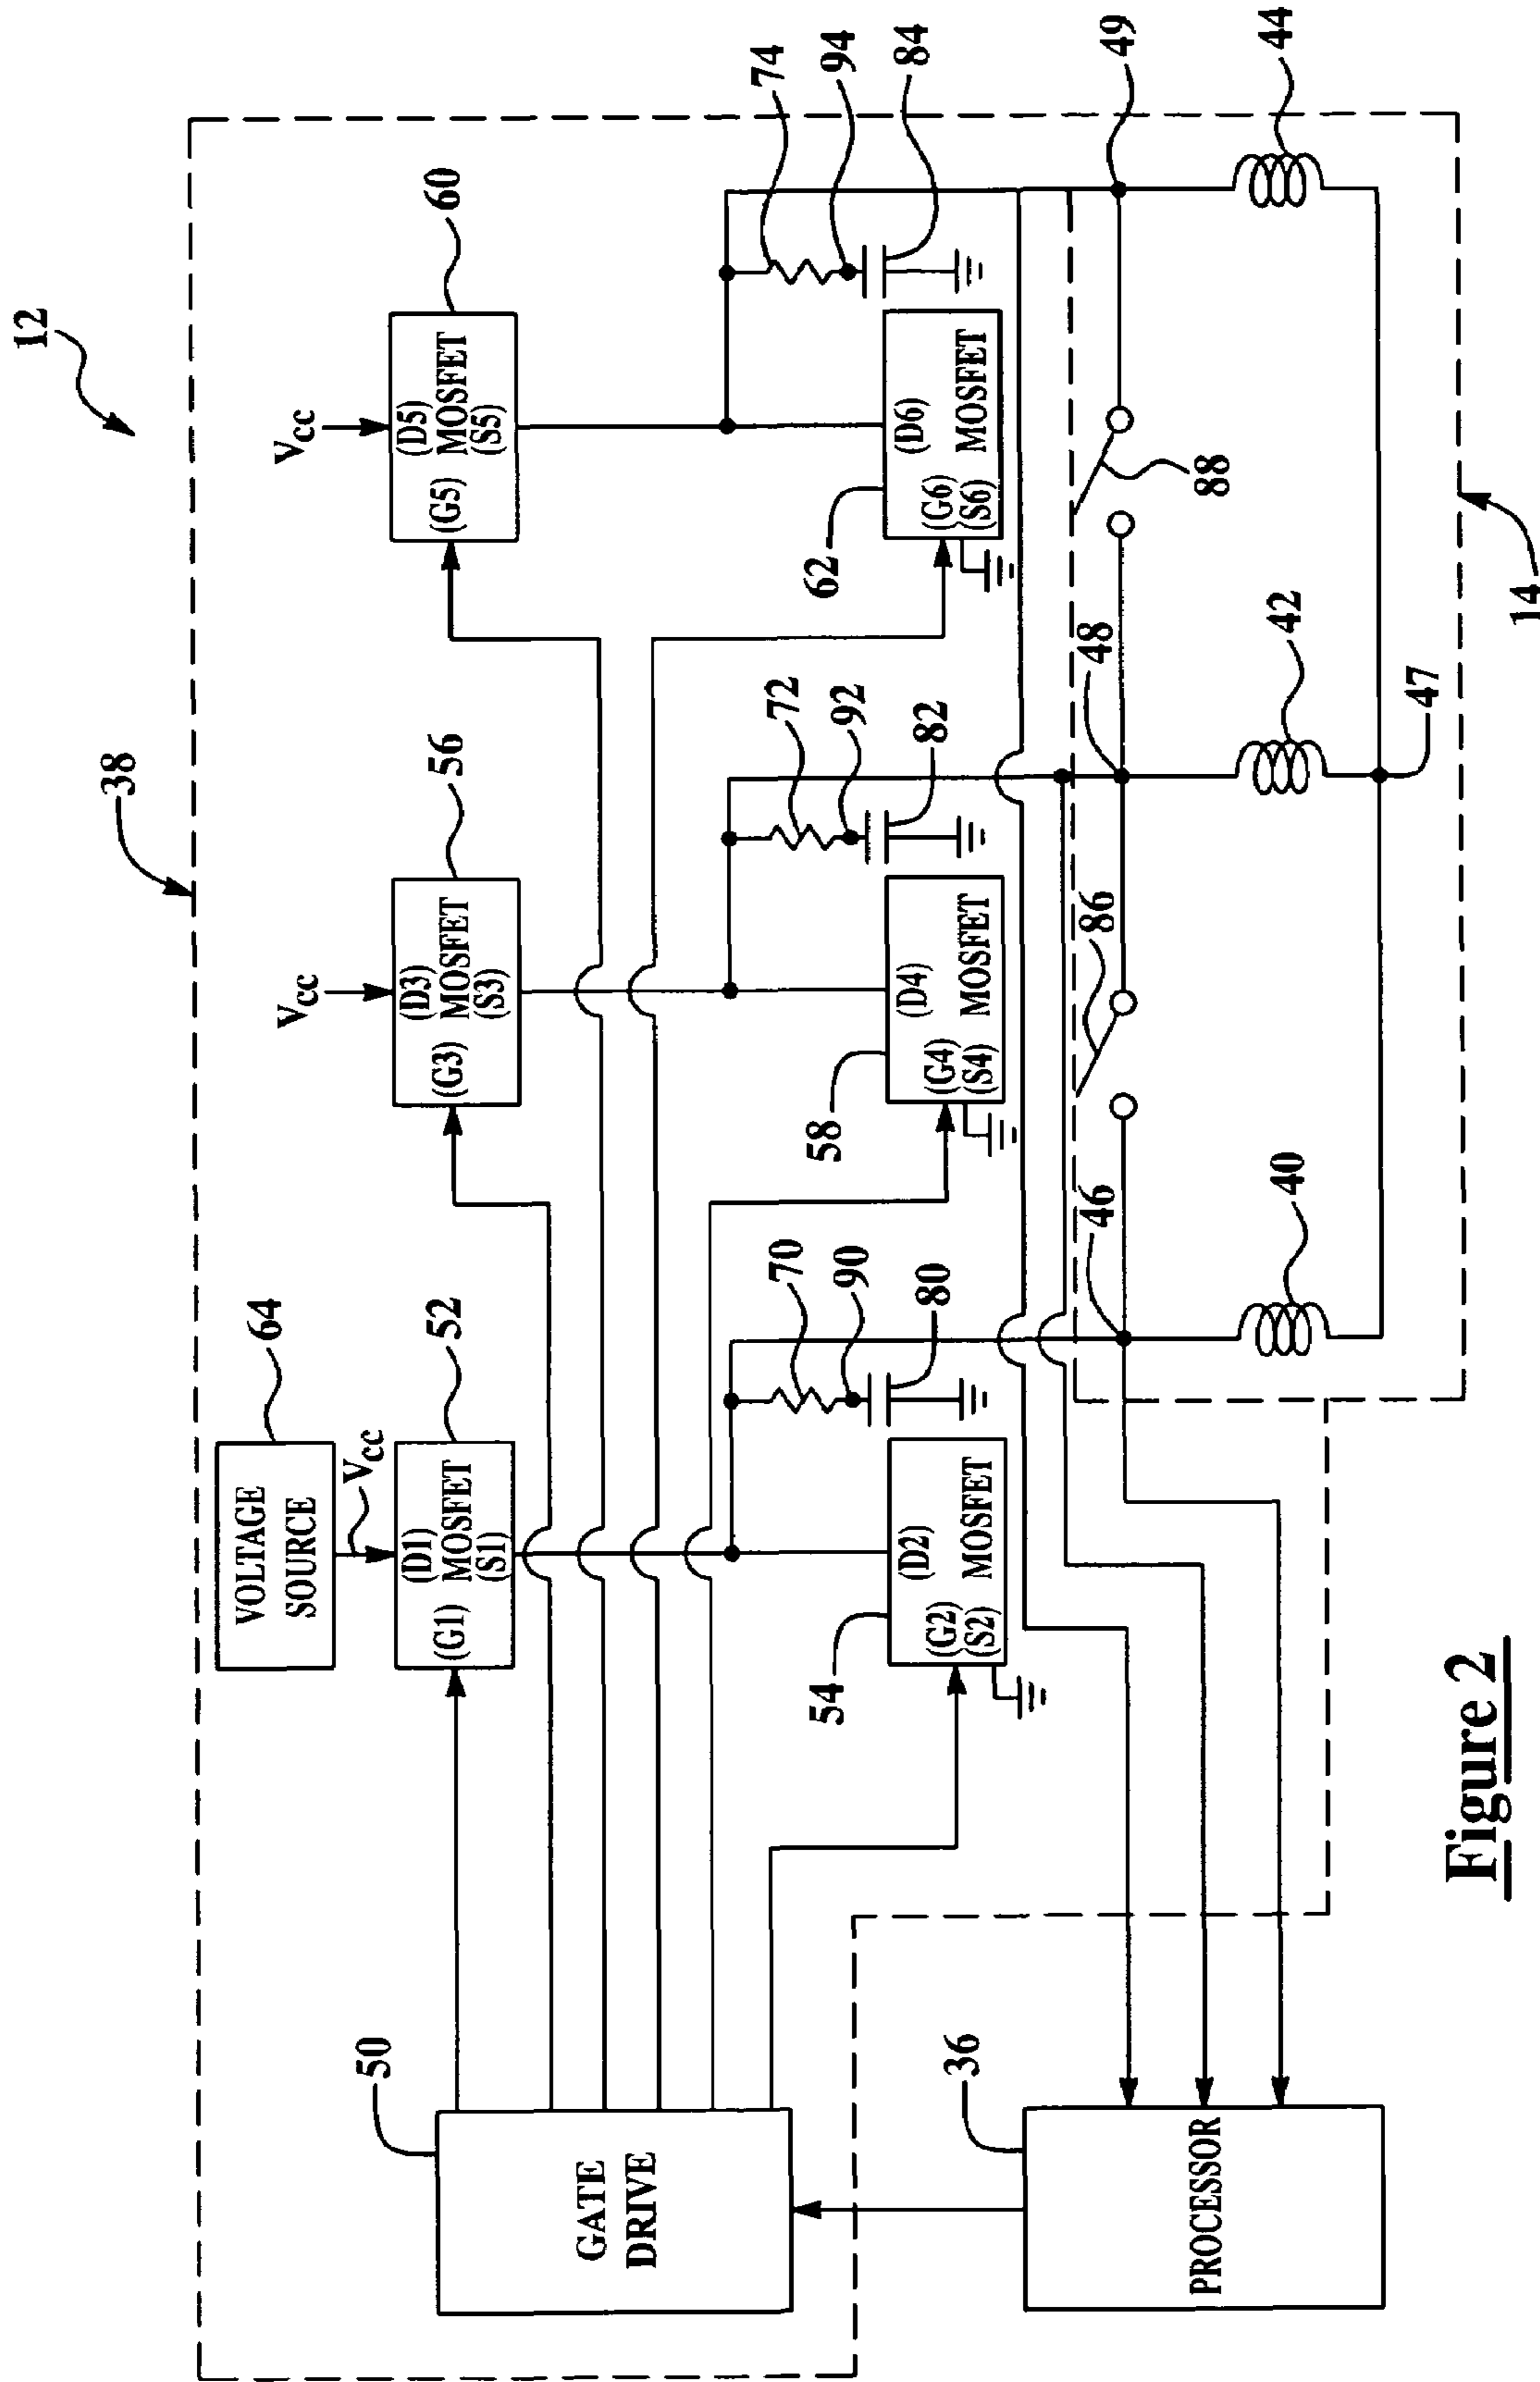 12
38
64
VOLTAGE
SOURCE
Vcc
Vcc
Vcc
52
56
60
(D1)
(G1) MOSFET
(S1)
(D3)
(G3) MOSFET
(S3)
(D5)
(G5) MOSFET
(S5)
50
GATE
DRIVE
70
90
80
72
92
82
74
94
84
54
(D2)
(G2) MOSFET
(S2)
58
(D4)
(G4) MOSFET
(S4)
62
(D6)
(G6) MOSFET
(S6)
36
PROCESSOR
46
86
48
88
49
40
42
44
47
14
Figure 2